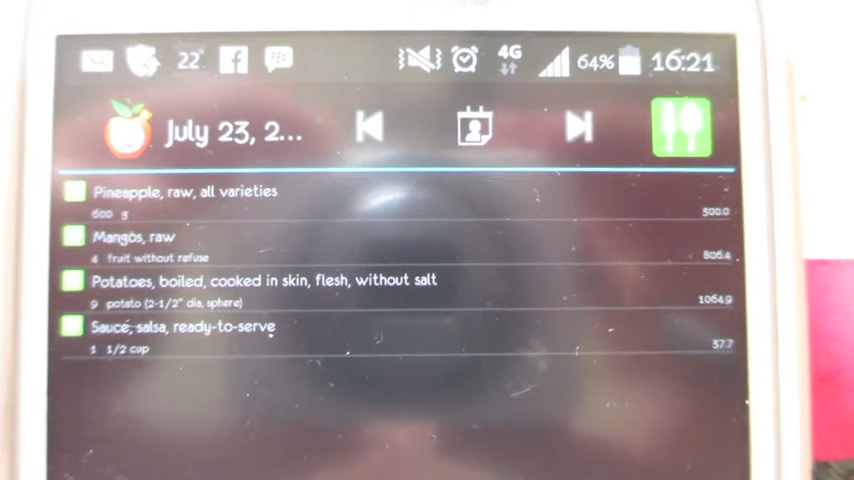 22° 4G 64% 16:21
July 23, 2...
Pineapple, raw, all varieties
600 g 300.0
Mangos, raw
4 fruit without refuse 806.4
Potatoes, boiled, cooked in skin, flesh, without salt
9 potato (2-1/2" dia, sphere) 1064.9
Sauce, salsa, ready-to-serve
1 1/2 cup 37.7